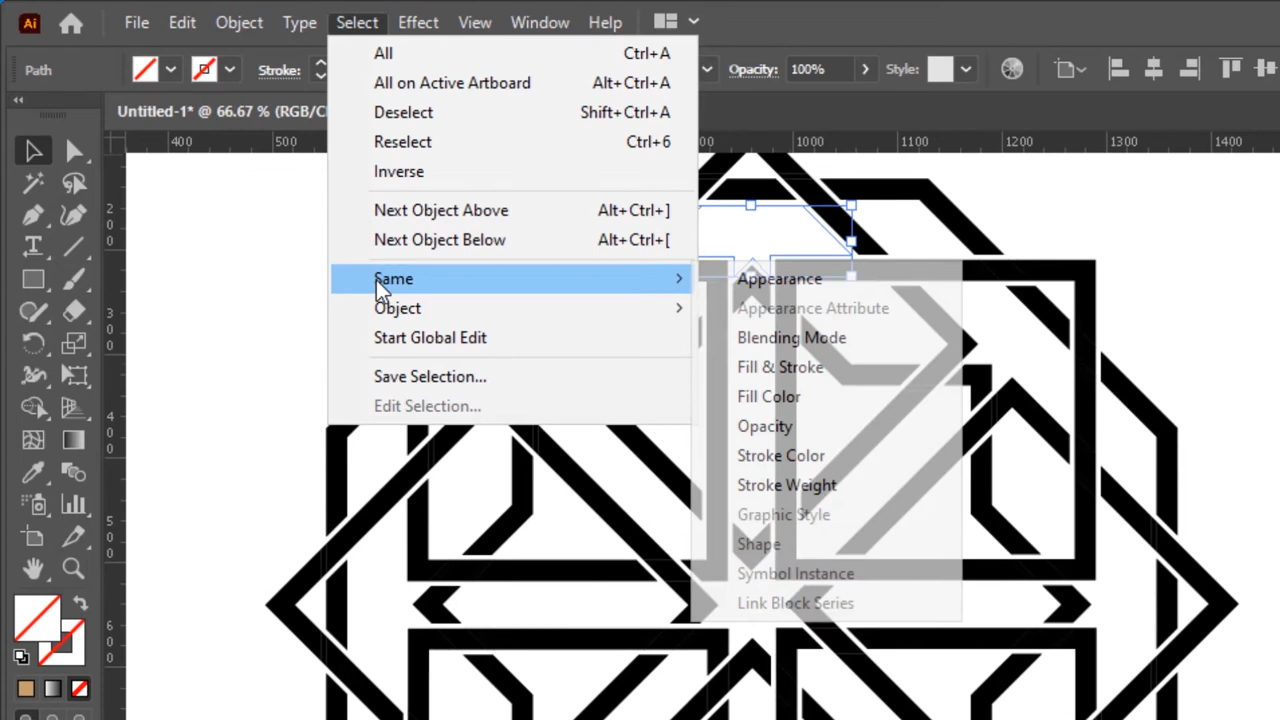 Ai File Edit Object Type Select Effect View Window Help
Path Stroke: Opacity: 100% Style:
Untitled-1* @ 66.67 % (RGB/C
400 500 1000 1100 1200 1300 1400
All Ctrl+A
All on Active Artboard Alt+Ctrl+A
Deselect Shift+Ctrl+A
Reselect Ctrl+6
Inverse
Next Object Above Alt+Ctrl+]
Next Object Below Alt+Ctrl+[
Same
Object
Start Global Edit
Save Selection...
Edit Selection...
Appearance
Appearance Attribute
Blending Mode
Fill & Stroke
Fill Color
Opacity
Stroke Color
Stroke Weight
Graphic Style
Shape
Symbol Instance
Link Block Series
2
0
0
3
0
0
4
0
0
5
0
0
6
0
0